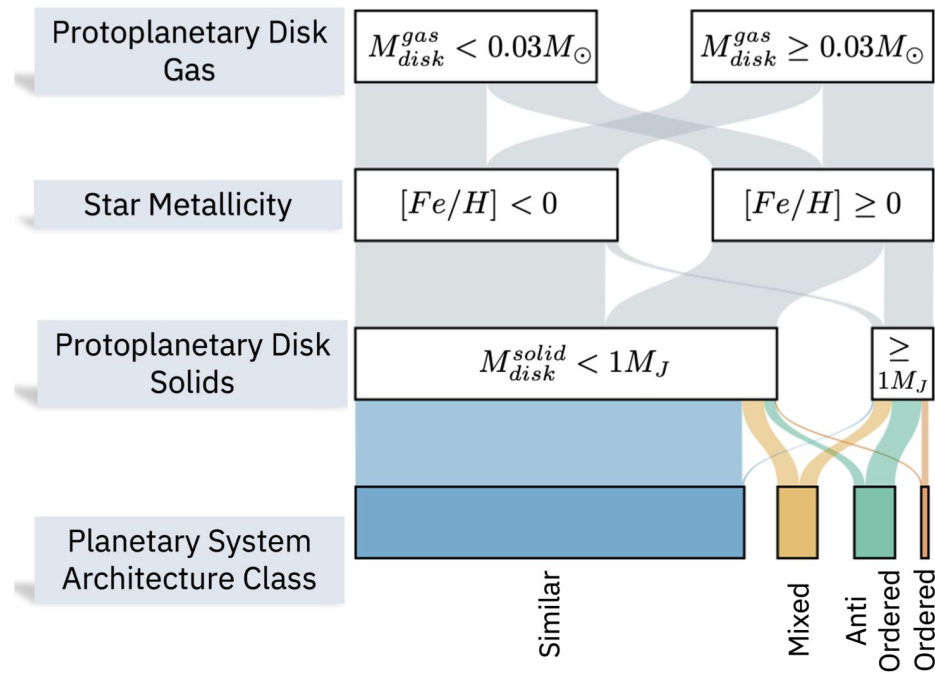 Protoplanetary Disk
Gas
M_{disk}^{gas} < 0.03M_⊙
M_{disk}^{gas} ≥ 0.03M_⊙
Star Metallicity
[Fe/H] < 0
[Fe/H] ≥ 0
Protoplanetary Disk
Solids
M_{disk}^{solid} < 1M_J
≥
1M_J
Planetary System
Architecture Class
Similar
Mixed
Anti
Ordered
Ordered